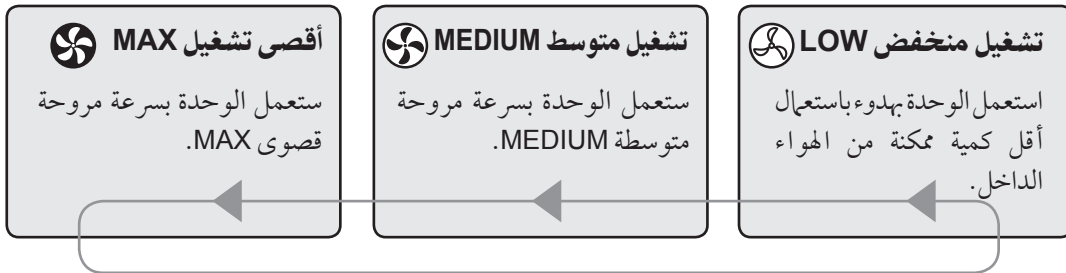 تشغيل منخفض LOW
استعمل الوحدة بهدوء باستعمال
أقل كمية ممكنة من الهواء
الداخل.
تشغيل متوسط MEDIUM
ستعمل الوحدة بسرعة مروحة
متوسطة MEDIUM.
أقصى تشغيل MAX
ستعمل الوحدة بسرعة مروحة
قصوى MAX.